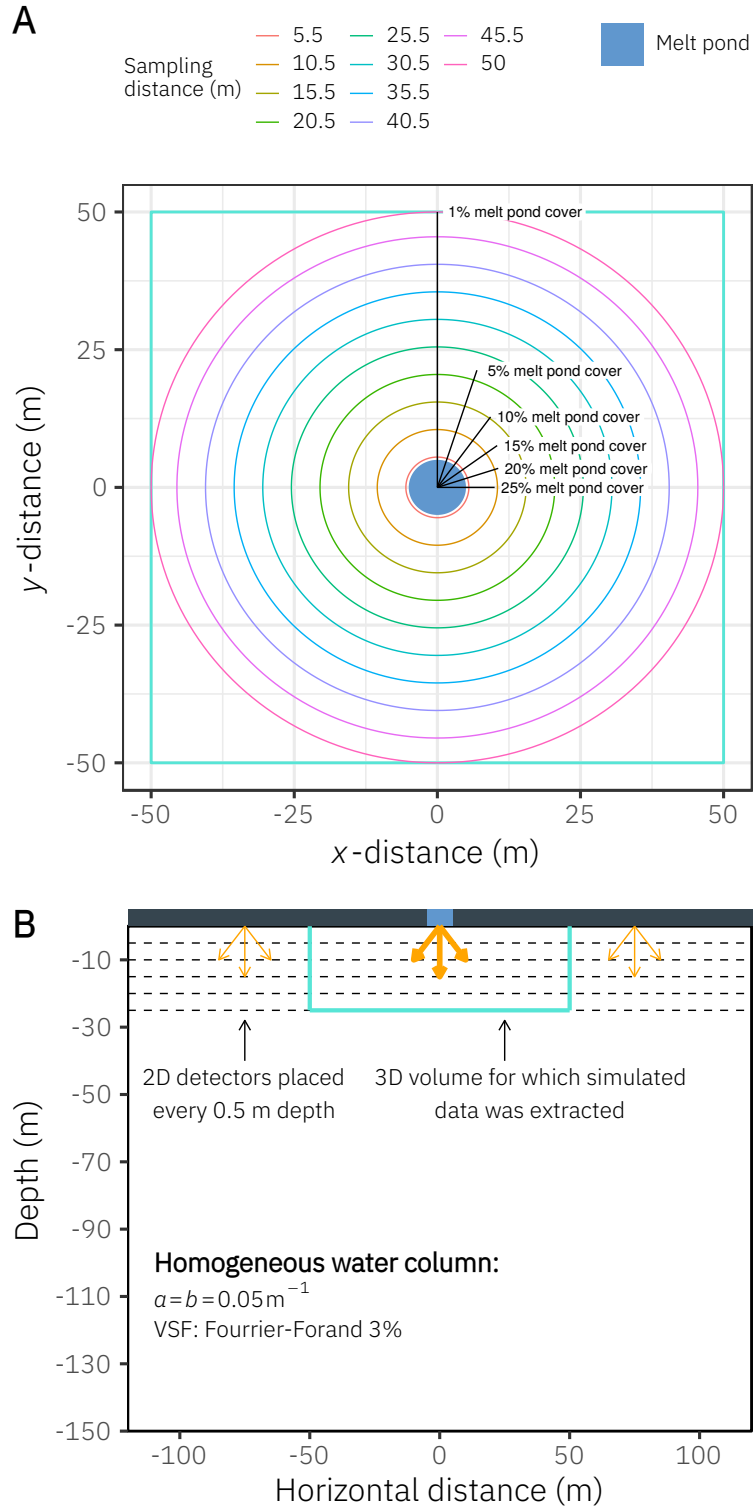 A
Sampling
distance (m)
5.5
10.5
15.5
20.5
25.5
30.5
35.5
40.5
45.5
50
Melt pond
50
25
0
-25
-50
y-distance (m)
1% melt pond cover
5% melt pond cover
10% melt pond cover
15% melt pond cover
20% melt pond cover
25% melt pond cover
-50
-25
0
25
50
x-distance (m)
B
-10
-30
-50
-70
-90
-110
-130
-150
Depth (m)
2D detectors placed
every 0.5 m depth
3D volume for which simulated
data was extracted
Homogeneous water column:
a=b=0.05m⁻¹
VSF: Fourrier-Forand 3%
-100
-50
0
50
100
Horizontal distance (m)